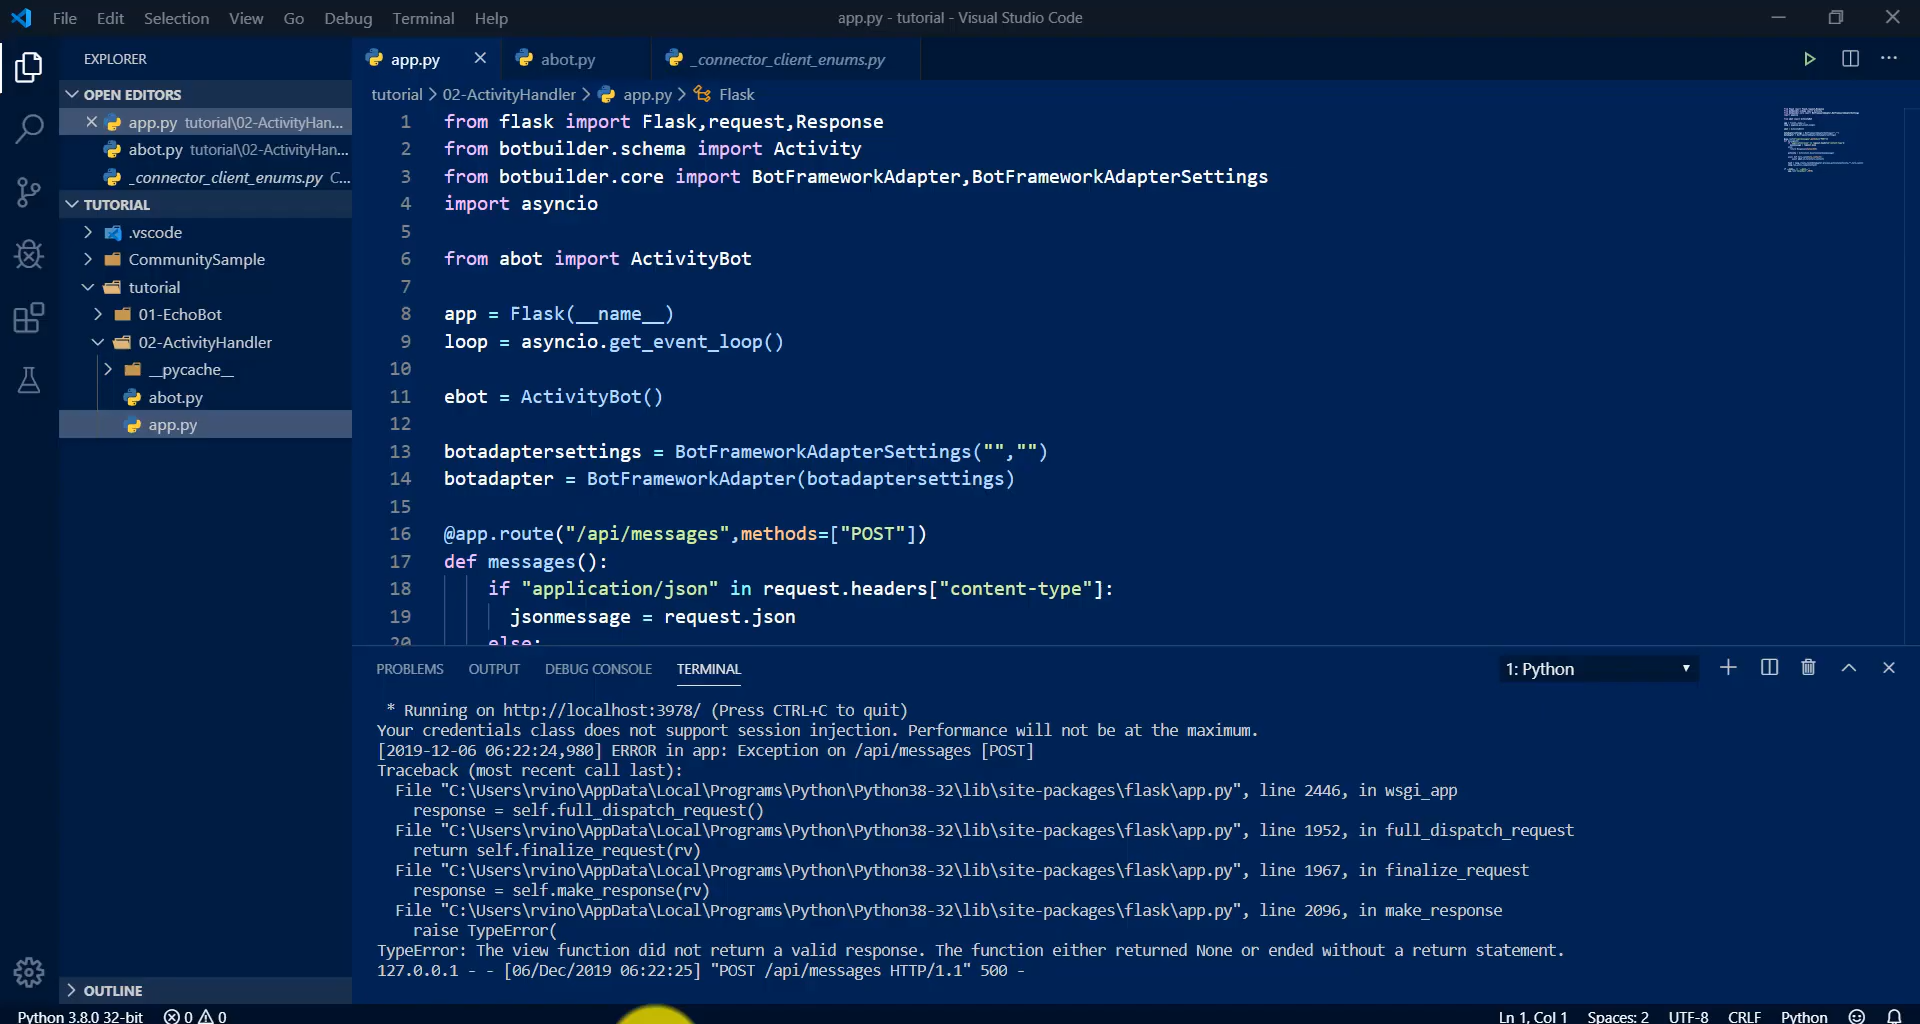 File Edit Selection View Go Debug Terminal Help
app.py - tutorial - Visual Studio Code
EXPLORER
OPEN EDITORS
app.py tutorial\02-ActivityHan...
abot.py tutorial\02-ActivityHan...
_connector_client_enums.py C...
TUTORIAL
.vscode
CommunitySample
tutorial
01-EchoBot
02-ActivityHandler
__pycache__
abot.py
app.py
OUTLINE
app.py abot.py _connector_client_enums.py
tutorial > 02-ActivityHandler > app.py > Flask
1 from flask import Flask,request,Response
2 from botbuilder.schema import Activity
3 from botbuilder.core import BotFrameworkAdapter,BotFrameworkAdapterSettings
4 import asyncio
5
6 from abot import ActivityBot
7
8 app = Flask(__name__)
9 loop = asyncio.get_event_loop()
10
11 ebot = ActivityBot()
12
13 botadaptersettings = BotFrameworkAdapterSettings("","")
14 botadapter = BotFrameworkAdapter(botadaptersettings)
15
16 @app.route("/api/messages",methods=["POST"])
17 def messages():
18 if "application/json" in request.headers["content-type"]:
19 jsonmessage = request.json
20 else:
PROBLEMS OUTPUT DEBUG CONSOLE TERMINAL
1: Python
* Running on http://localhost:3978/ (Press CTRL+C to quit)
Your credentials class does not support session injection. Performance will not be at the maximum.
[2019-12-06 06:22:24,980] ERROR in app: Exception on /api/messages [POST]
Traceback (most recent call last):
File "C:\Users\rvino\AppData\Local\Programs\Python\Python38-32\lib\site-packages\flask\app.py", line 2446, in wsgi_app
response = self.full_dispatch_request()
File "C:\Users\rvino\AppData\Local\Programs\Python\Python38-32\lib\site-packages\flask\app.py", line 1952, in full_dispatch_request
return self.finalize_request(rv)
File "C:\Users\rvino\AppData\Local\Programs\Python\Python38-32\lib\site-packages\flask\app.py", line 1967, in finalize_request
response = self.make_response(rv)
File "C:\Users\rvino\AppData\Local\Programs\Python\Python38-32\lib\site-packages\flask\app.py", line 2096, in make_response
raise TypeError(
TypeError: The view function did not return a valid response. The function either returned None or ended without a return statement.
127.0.0.1 - - [06/Dec/2019 06:22:25] "POST /api/messages HTTP/1.1" 500 -
Python 3.8.0 32-bit 0 0
Ln 1, Col 1 Spaces: 2 UTF-8 CRLF Python